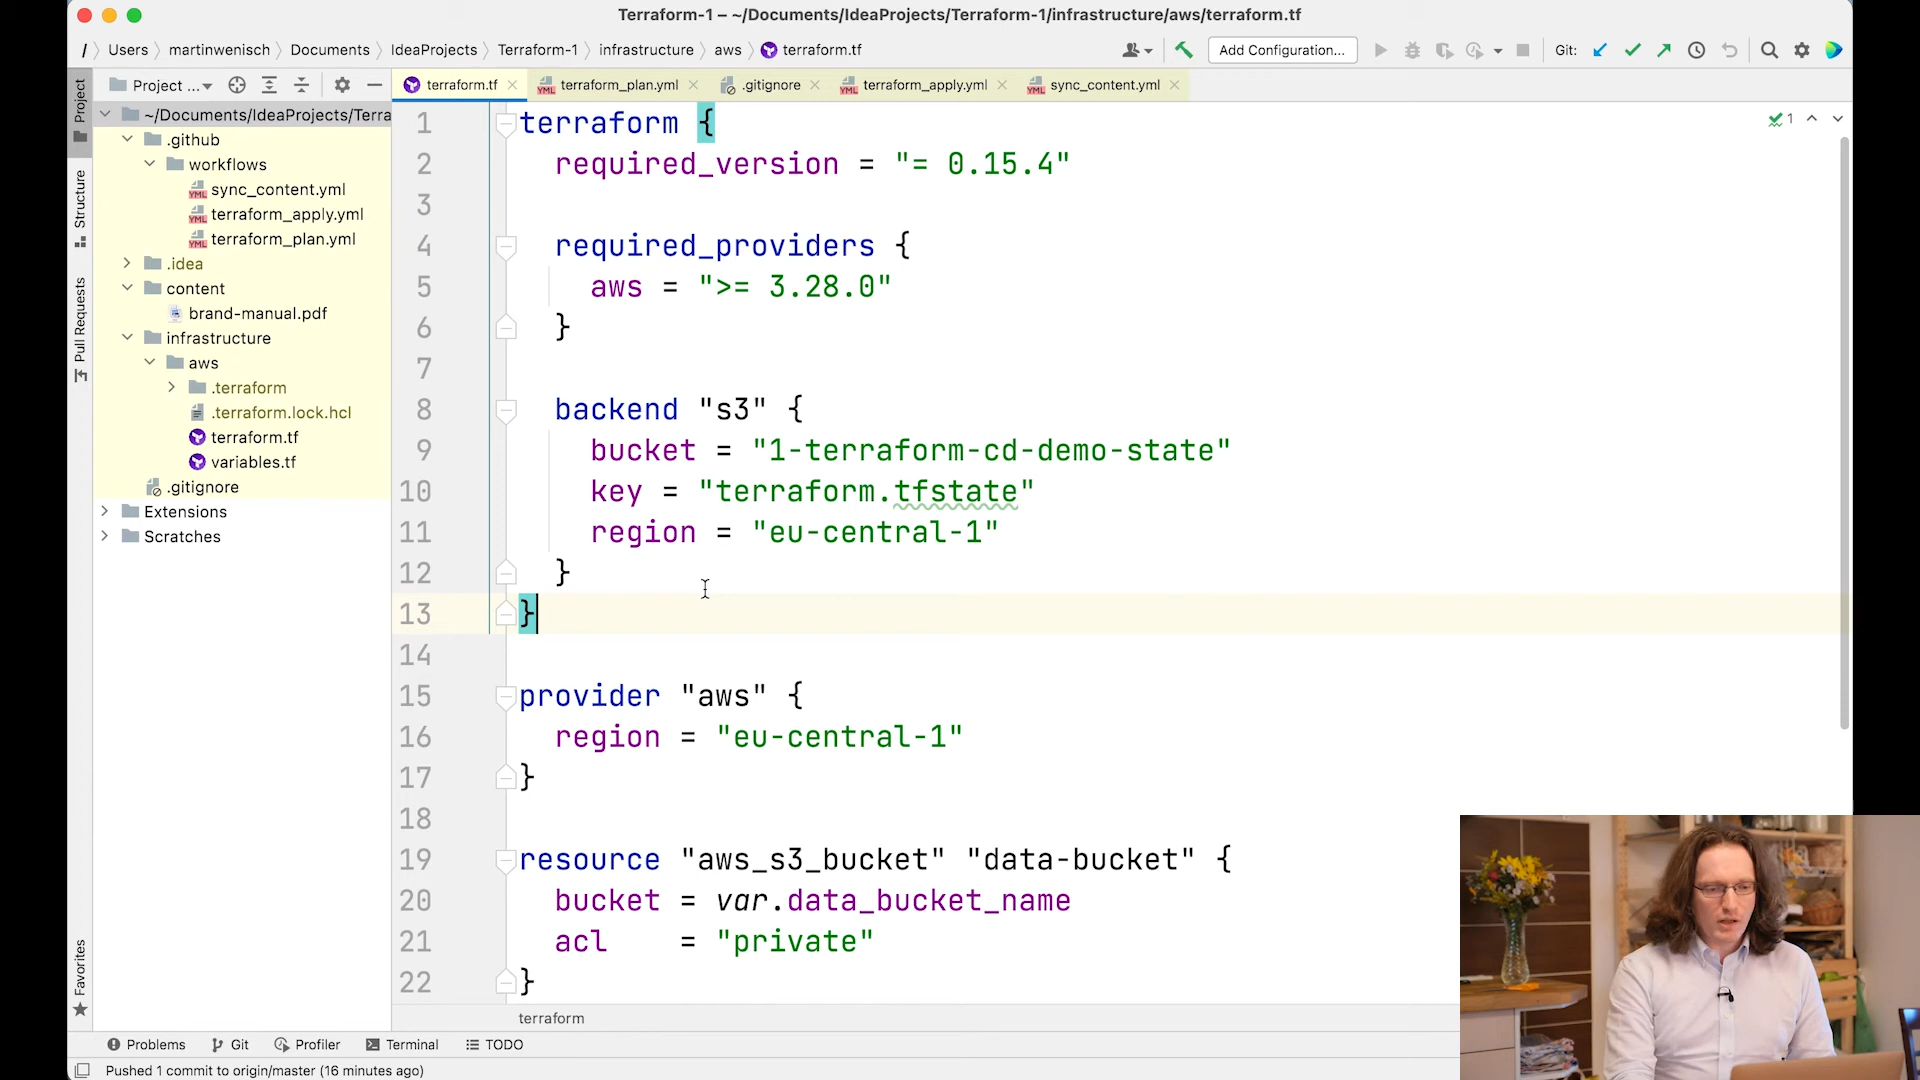 Terraform-1 – ~/Documents/IdeaProjects/Terraform-1/infrastructure/aws/terraform.tf
/ Users martinwenisch Documents IdeaProjects Terraform-1 infrastructure aws terraform.tf
Add Configuration...
Git:
Project ...
terraform.tf
terraform_plan.yml
.gitignore
terraform_apply.yml
sync_content.yml
Project
Structure
Pull Requests
Favorites
~/Documents/IdeaProjects/Terra
.github
workflows
sync_content.yml
terraform_apply.yml
terraform_plan.yml
.idea
content
brand-manual.pdf
infrastructure
aws
.terraform
.terraform.lock.hcl
terraform.tf
variables.tf
.gitignore
Extensions
Scratches
1
1 terraform {
2 required_version = "= 0.15.4"
3
4 required_providers {
5 aws = ">= 3.28.0"
6 }
7
8 backend "s3" {
9 bucket = "1-terraform-cd-demo-state"
10 key = "terraform.tfstate"
11 region = "eu-central-1"
12 }
13 }
14
15 provider "aws" {
16 region = "eu-central-1"
17 }
18
19 resource "aws_s3_bucket" "data-bucket" {
20 bucket = var.data_bucket_name
21 acl = "private"
22 }
terraform
Problems
Git
Profiler
Terminal
TODO
Pushed 1 commit to origin/master (16 minutes ago)